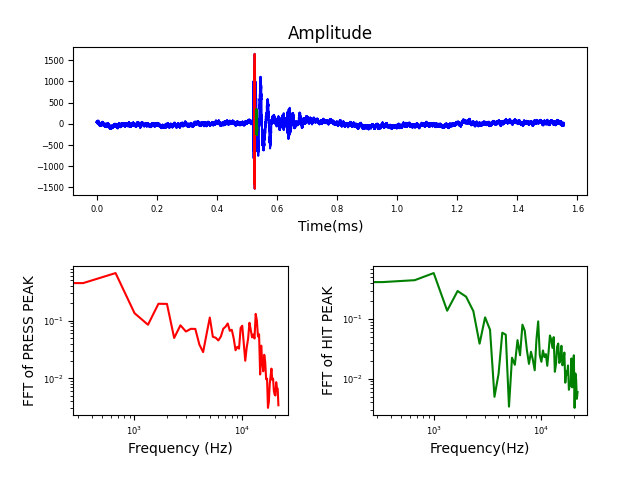 Amplitude
1500
1000
500
0
−500
−1000
−1500
0.0 0.2 0.4 0.6 0.8 1.0 1.2 1.4 1.6
Time(ms)
FFT of PRESS PEAK
10⁻¹
10⁻²
10³ 10⁴
Frequency (Hz)
FFT of HIT PEAK
10⁻¹
10⁻²
10³ 10⁴
Frequency(Hz)